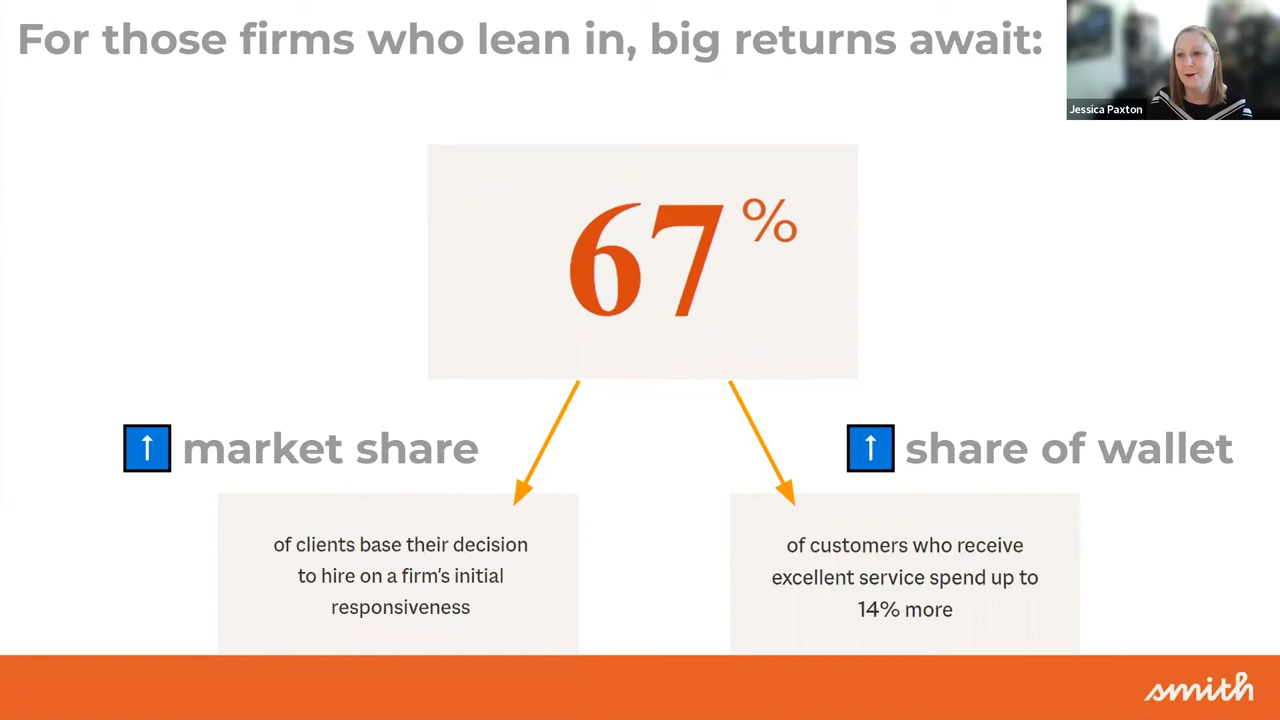 For those firms who lean in, big returns await:
Jessica Paxton
67%
↑ market share
↑ share of wallet
of clients base their decision
to hire on a firm's initial
responsiveness
of customers who receive
excellent service spend up to
14% more
smith